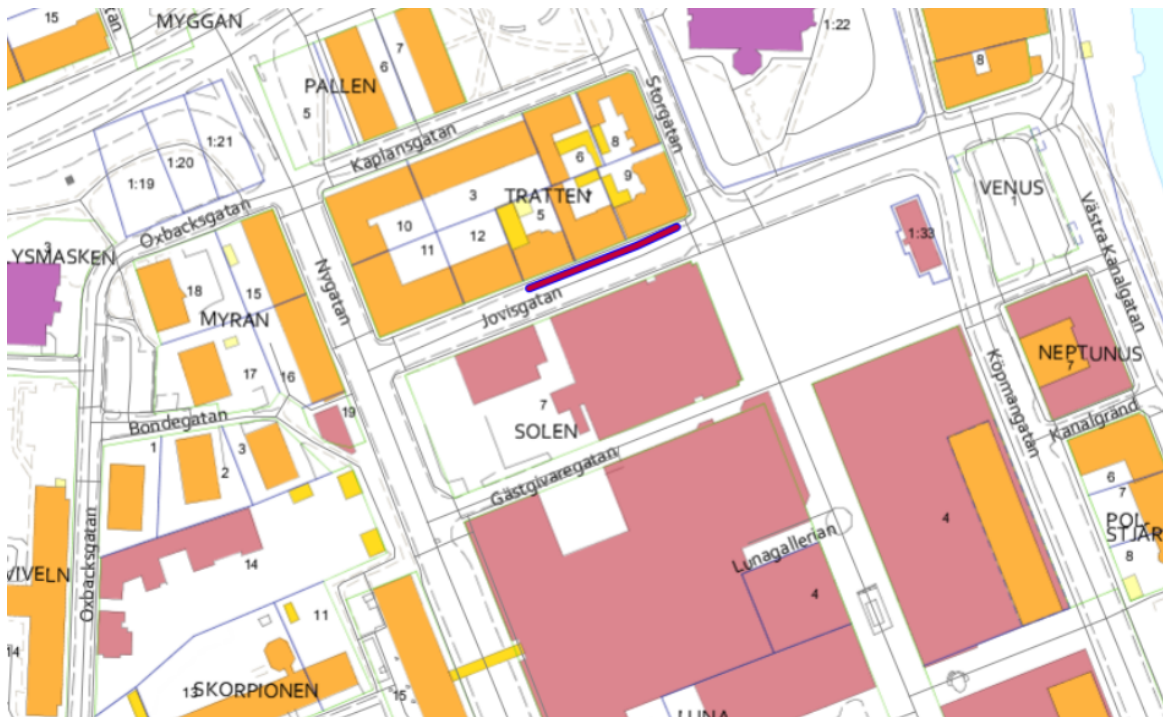 15
MYGGAN
1:22
7
6
8
PALLEN
5
Storgatan
1:21
1:20
1:19
Kaplansgatan
8
6
9
3
TRATTEN
5
10
12
11
VENUS
1
Västra Kanalgatan
Oxbacksgatan
3
LYSMASKEN
1:33
18
15
MYRAN
Nygatan
Jovisgatan
17
16
NEPTUNUS
7
Köpmangatan
7
SOLEN
19
Bondegatan
Kanalgränd
1
3
2
Gästgivaregatan
6
7
4
8
Oxbacksgatan
VIVELN
14
Lunagallerian
4
11
14
13
SKORPIONEN
"15"
LUNA